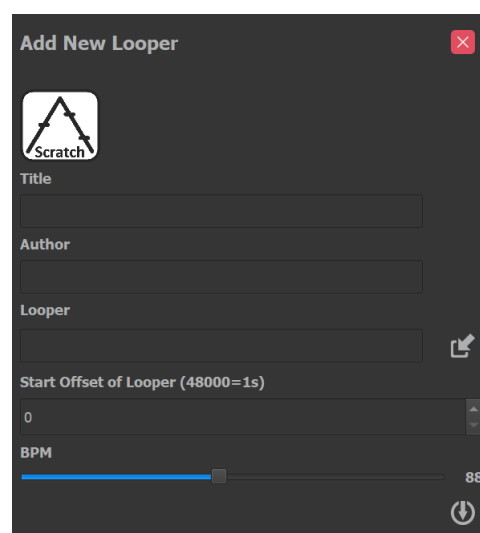 Add New Looper
Scratch
Title
Author
Looper
Start Offset of Looper (48000=1s)
0
BPM
88